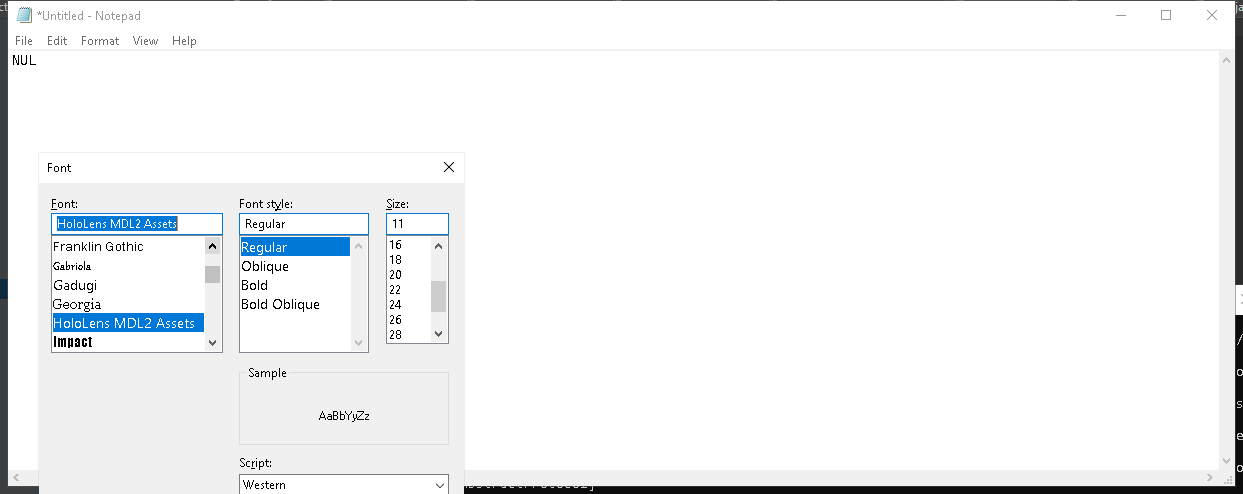 *Untitled - Notepad
File Edit Format View Help
NUL
Font
Font: Font style: Size:
HoloLens MDL2 Assets Regular 11
Franklin Gothic
Gabriola
Gadugi
Georgia
HoloLens MDL2 Assets
Impact
Regular
Oblique
Bold
Bold Oblique
16
18
20
22
24
26
28
Sample
AaBbYyZz
Script:
Western